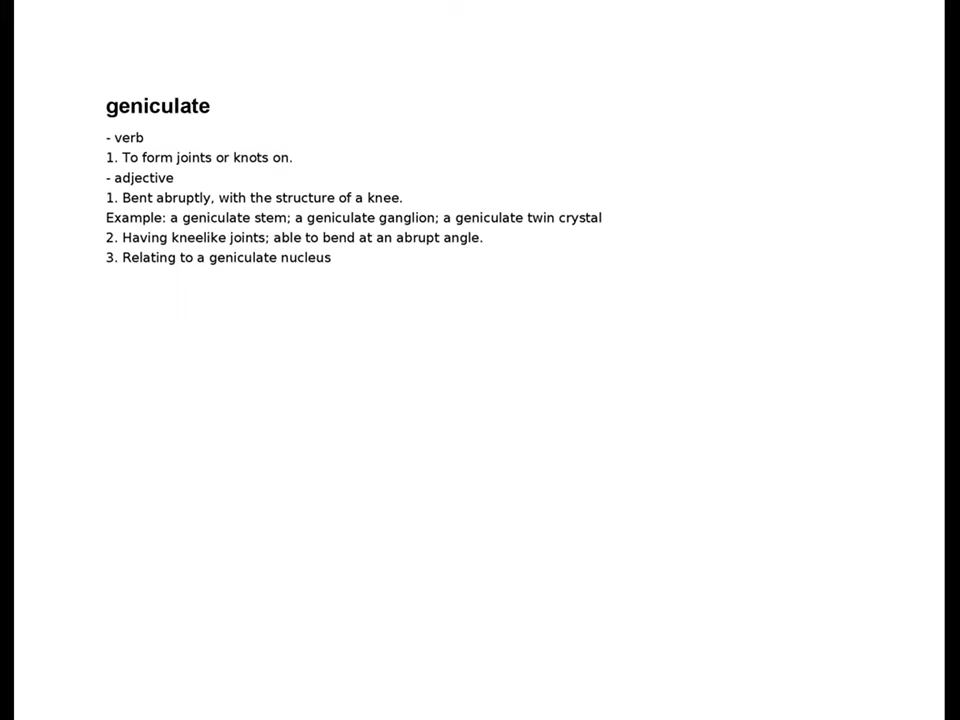 geniculate
- verb
1. To form joints or knots on.
- adjective
1. Bent abruptly, with the structure of a knee.
Example: a geniculate stem; a geniculate ganglion; a geniculate twin crystal
2. Having kneelike joints; able to bend at an abrupt angle.
3. Relating to a geniculate nucleus